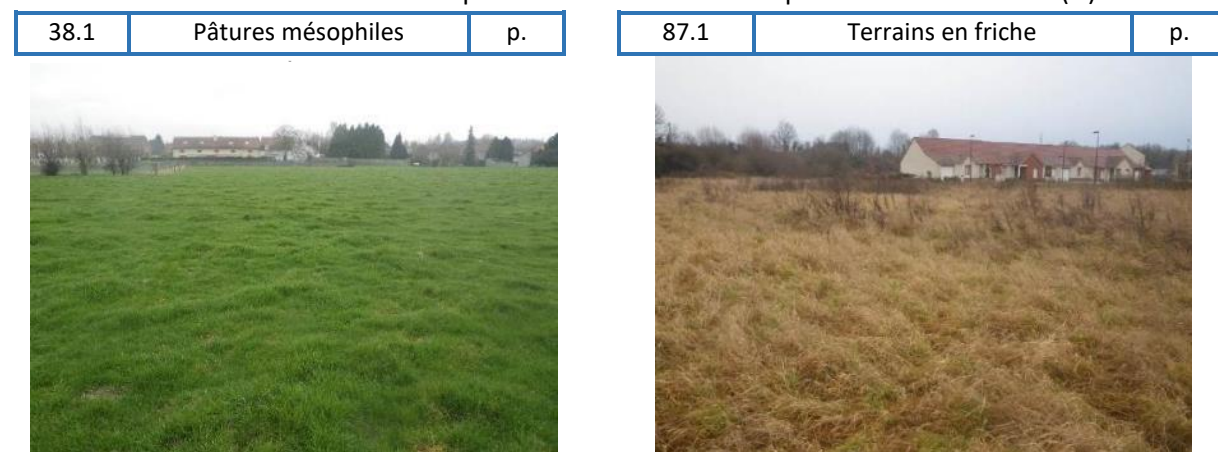 38.1 Pâtures mésophiles p.
87.1 Terrains en friche p.